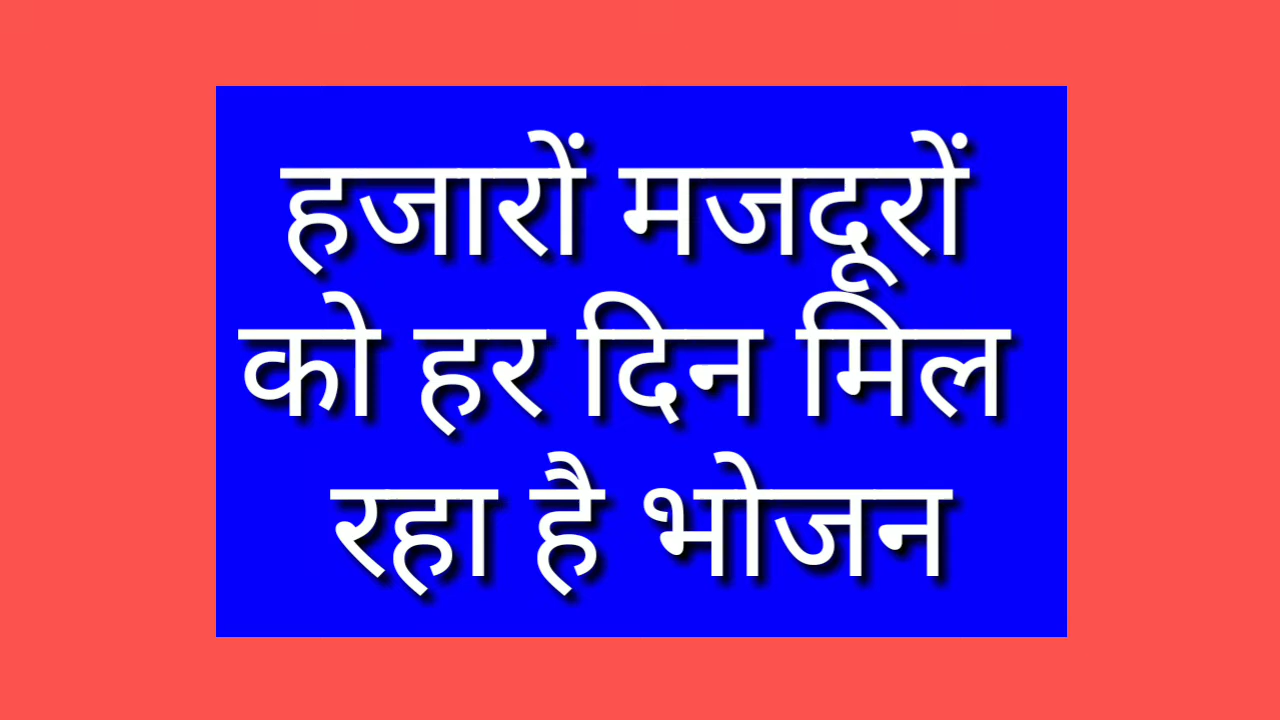 हजारों मजदूरों
को हर दिन मिल
रहा है भोजन